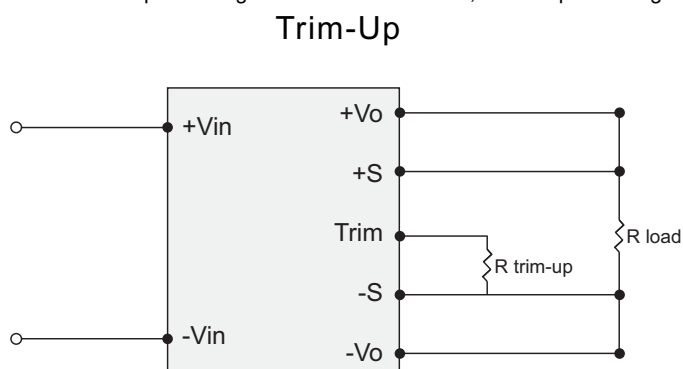 Trim-Up
+Vin
+Vo
+S
Trim
R load
R trim-up
-S
-Vin
-Vo